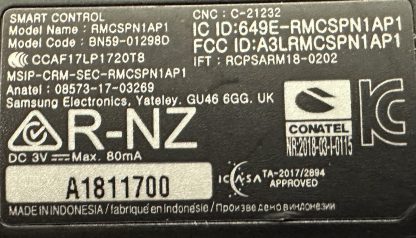 SMART CONTROL
Model Name : RMCSPN1AP1
Model Code : BN59-01298D
CCAF17LP1720T8
MSIP-CRM-SEC-RMCSPN1AP1
Anatel : 08573-17-03269
Samsung Electronics, Yateley. GU46 6GG. UK
CNC : C-21232
IC ID:649E-RMCSPN1AP1
FCC ID:A3LRMCSPN1AP1
IFT : RCPSARM18-0202
R-NZ
DC 3V Max. 80mA
CONATEL
NR:2018-03-I-0115
A1811700
ICASA TA-2017/2894
APPROVED
MADE IN INDONESIA / fabriqué en Indonésie / Произведено в Индонезии